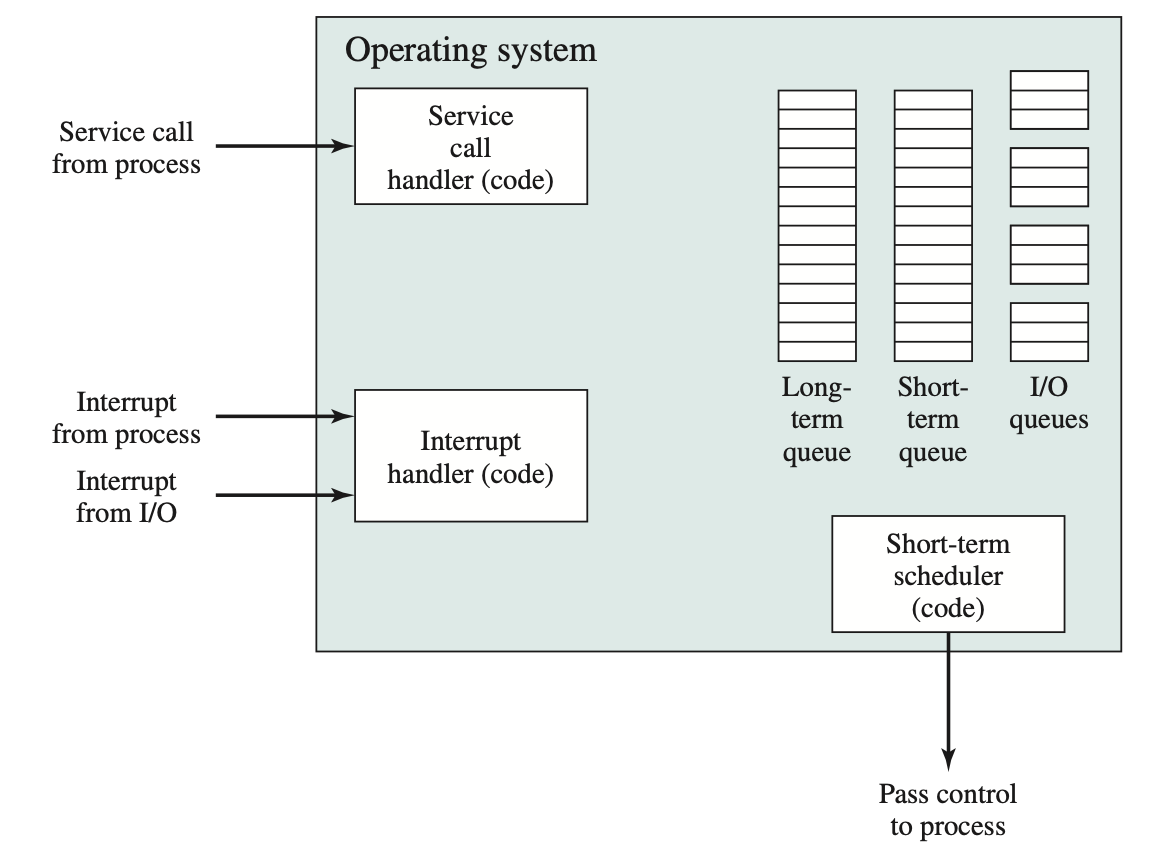 Operating system
Service call
from process
Service
call
handler (code)
Interrupt
from process
Interrupt
from I/O
Interrupt
handler (code)
Long-
term
queue
Short-
term
queue
I/O
queues
Short-term
scheduler
(code)
Pass control
to process